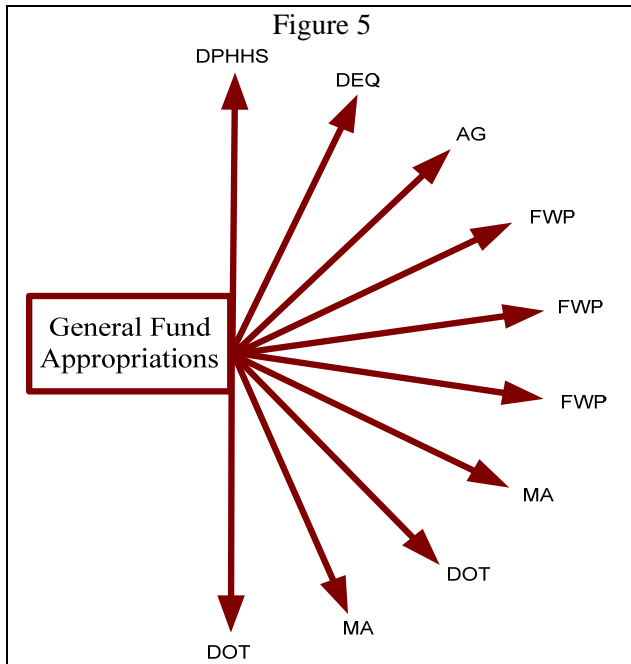 Figure 5
DPHHS
DEQ
AG
FWP
FWP
General Fund
Appropriations
FWP
MA
DOT
MA
DOT